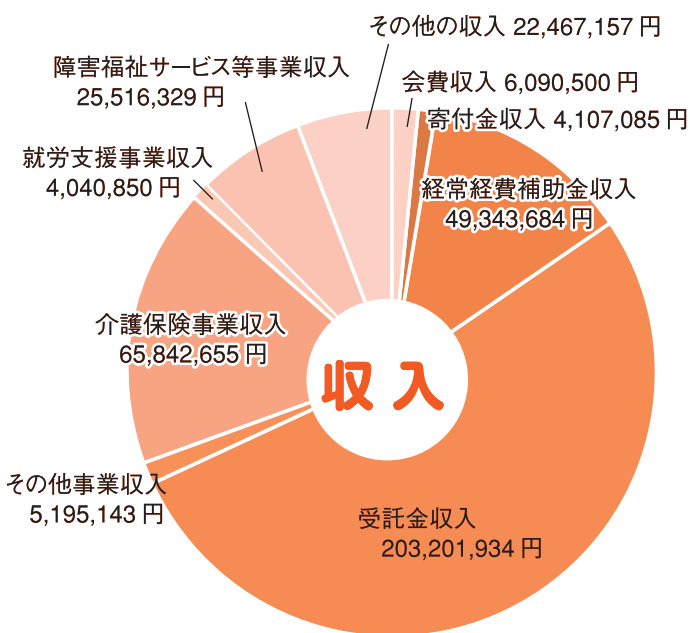 その他の収入 22,467,157 円
障害福祉サービス等事業収入
25,516,329 円
会費収入 6,090,500 円
寄付金収入 4,107,085 円
就労支援事業収入
4,040,850 円
経常経費補助金収入
49,343,684 円
介護保険事業収入
65,842,655 円
収入
その他事業収入
5,195,143 円
受託金収入
203,201,934 円